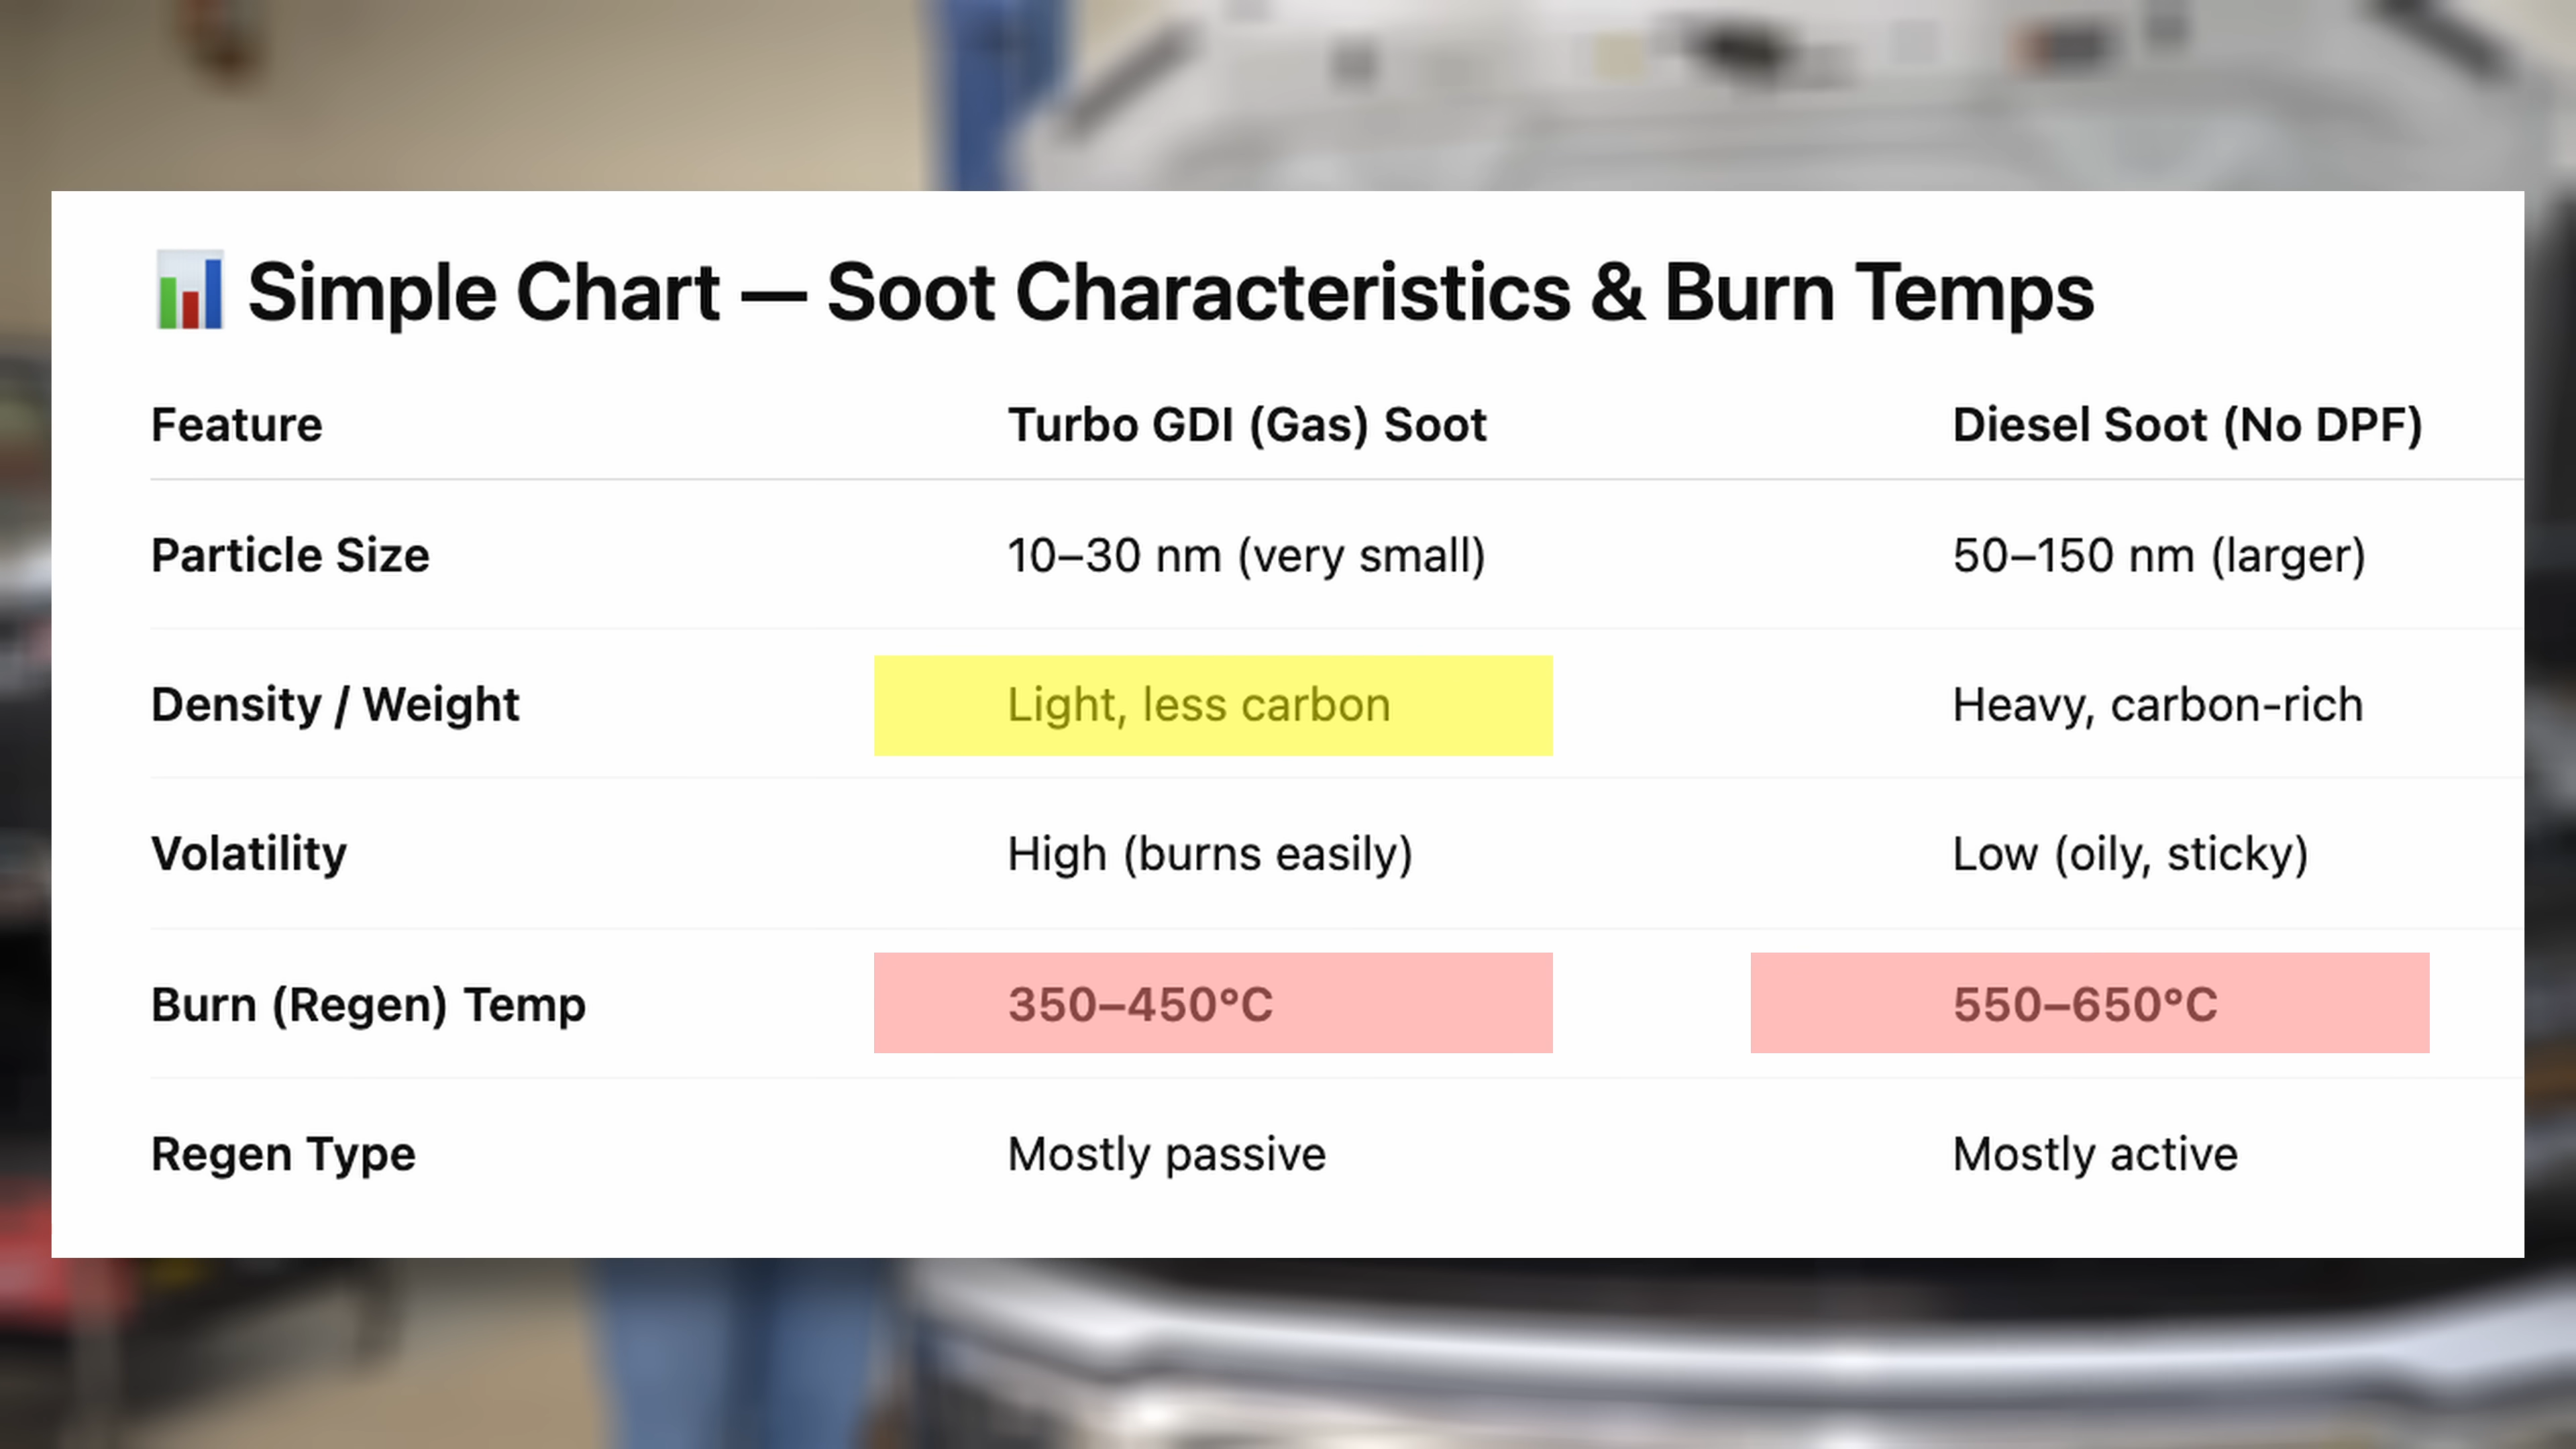 📊 Simple Chart — Soot Characteristics & Burn Temps
Feature Turbo GDI (Gas) Soot Diesel Soot (No DPF)
Particle Size 10–30 nm (very small) 50–150 nm (larger)
Density / Weight Light, less carbon Heavy, carbon-rich
Volatility High (burns easily) Low (oily, sticky)
Burn (Regen) Temp 350–450°C 550–650°C
Regen Type Mostly passive Mostly active